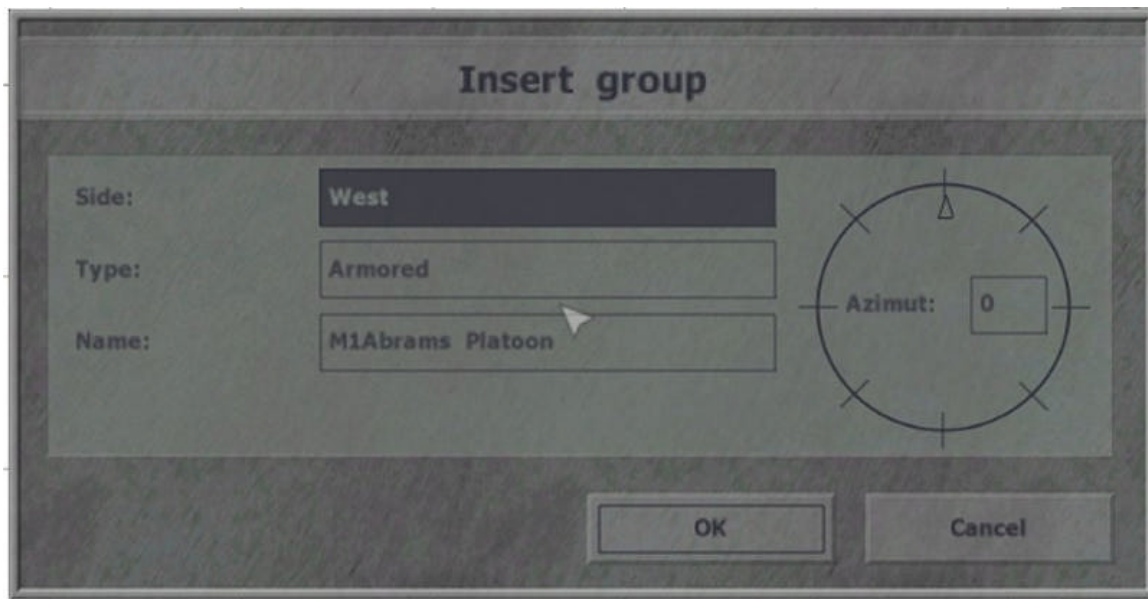 Insert group
Side: West
Type: Armored
Azimut: 0
Name: M1Abrams Platoon
OK Cancel